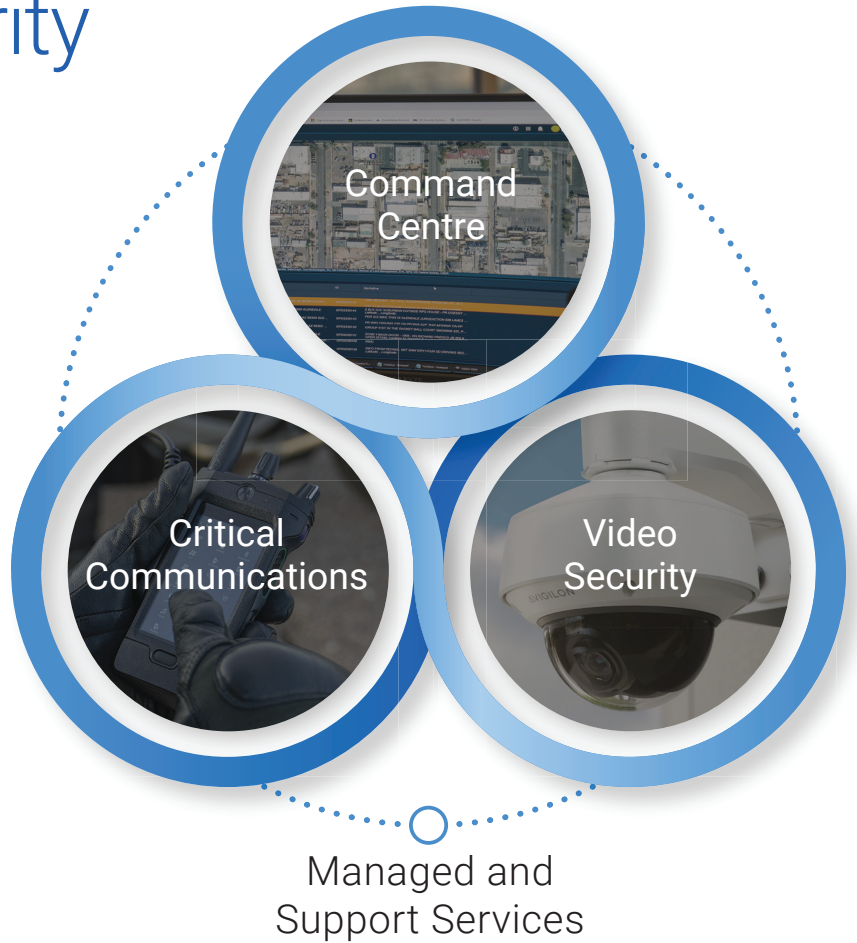 rity
Command
Centre
Critical
Communications
Video
Security
AVIGILON
Managed and
Support Services